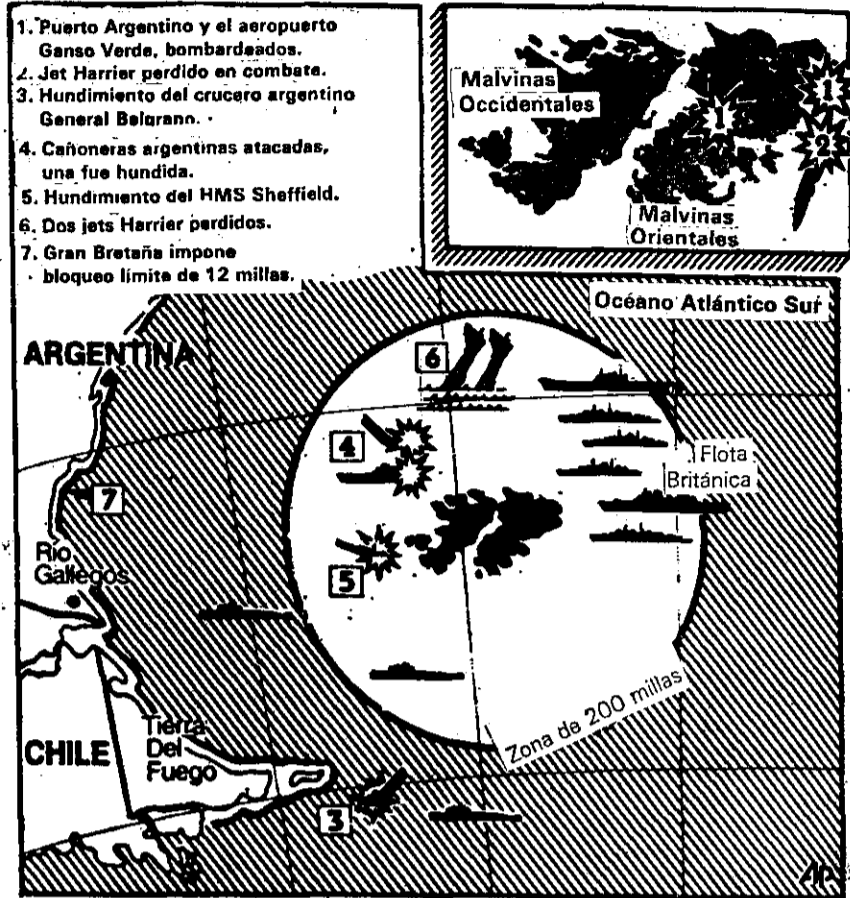 1. Puerto Argentino y el aeropuerto
Ganso Verde, bombardeados.
2. Jet Harrier perdido en combate.
3. Hundimiento del crucero argentino
General Belgrano.
4. Cañoneras argentinas atacadas,
una fue hundida.
5. Hundimiento del HMS Sheffield.
6. Dos jets Harrier perdidos.
7. Gran Bretaña impone
bloqueo límite de 12 millas.
Malvinas
Occidentales
1
1
2
Malvinas
Orientales
Océano Atlántico Sur
ARGENTINA
6
4
Flota
Británica
7
Río
Gallegos
5
Zona de 200 millas
Tierra
Del
Fuego
CHILE
3
AP